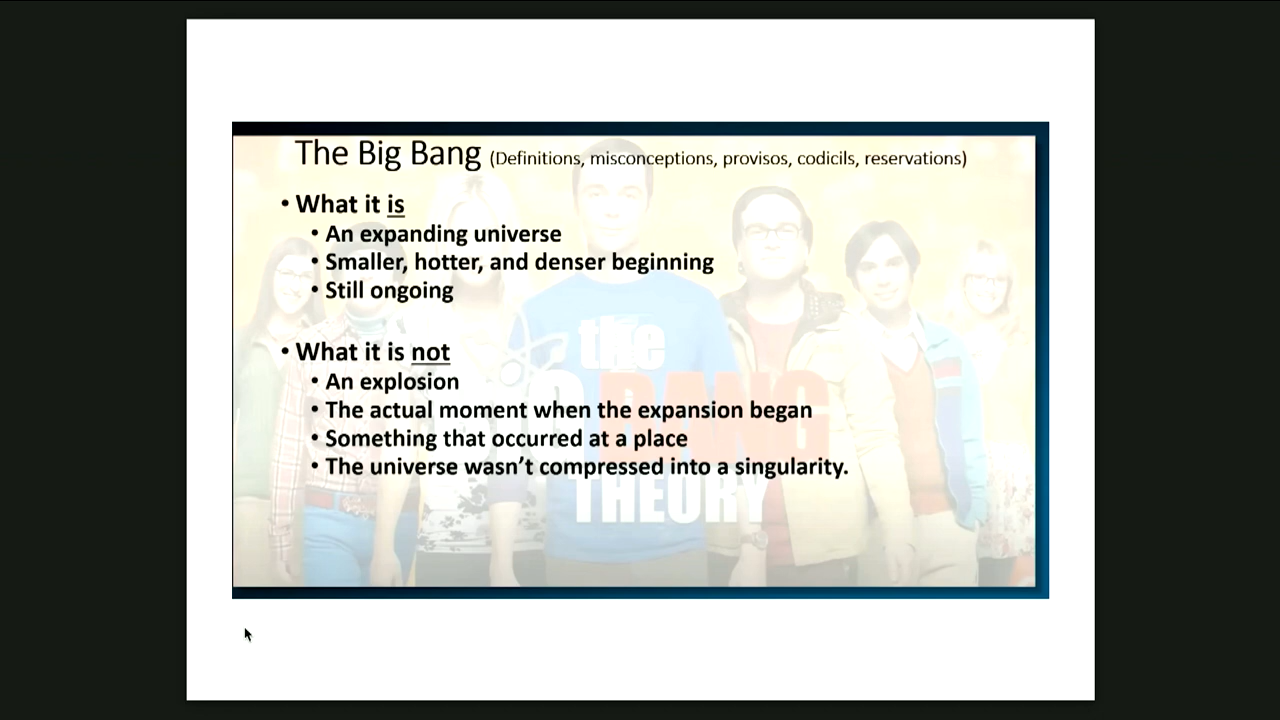 The Big Bang (Definitions, misconceptions, provisos, codicils, reservations)
• What it is
• An expanding universe
• Smaller, hotter, and denser beginning
• Still ongoing
• What it is not
• An explosion
• The actual moment when the expansion began
• Something that occurred at a place
• The universe wasn't compressed into a singularity.
the
BIG BANG
THEORY